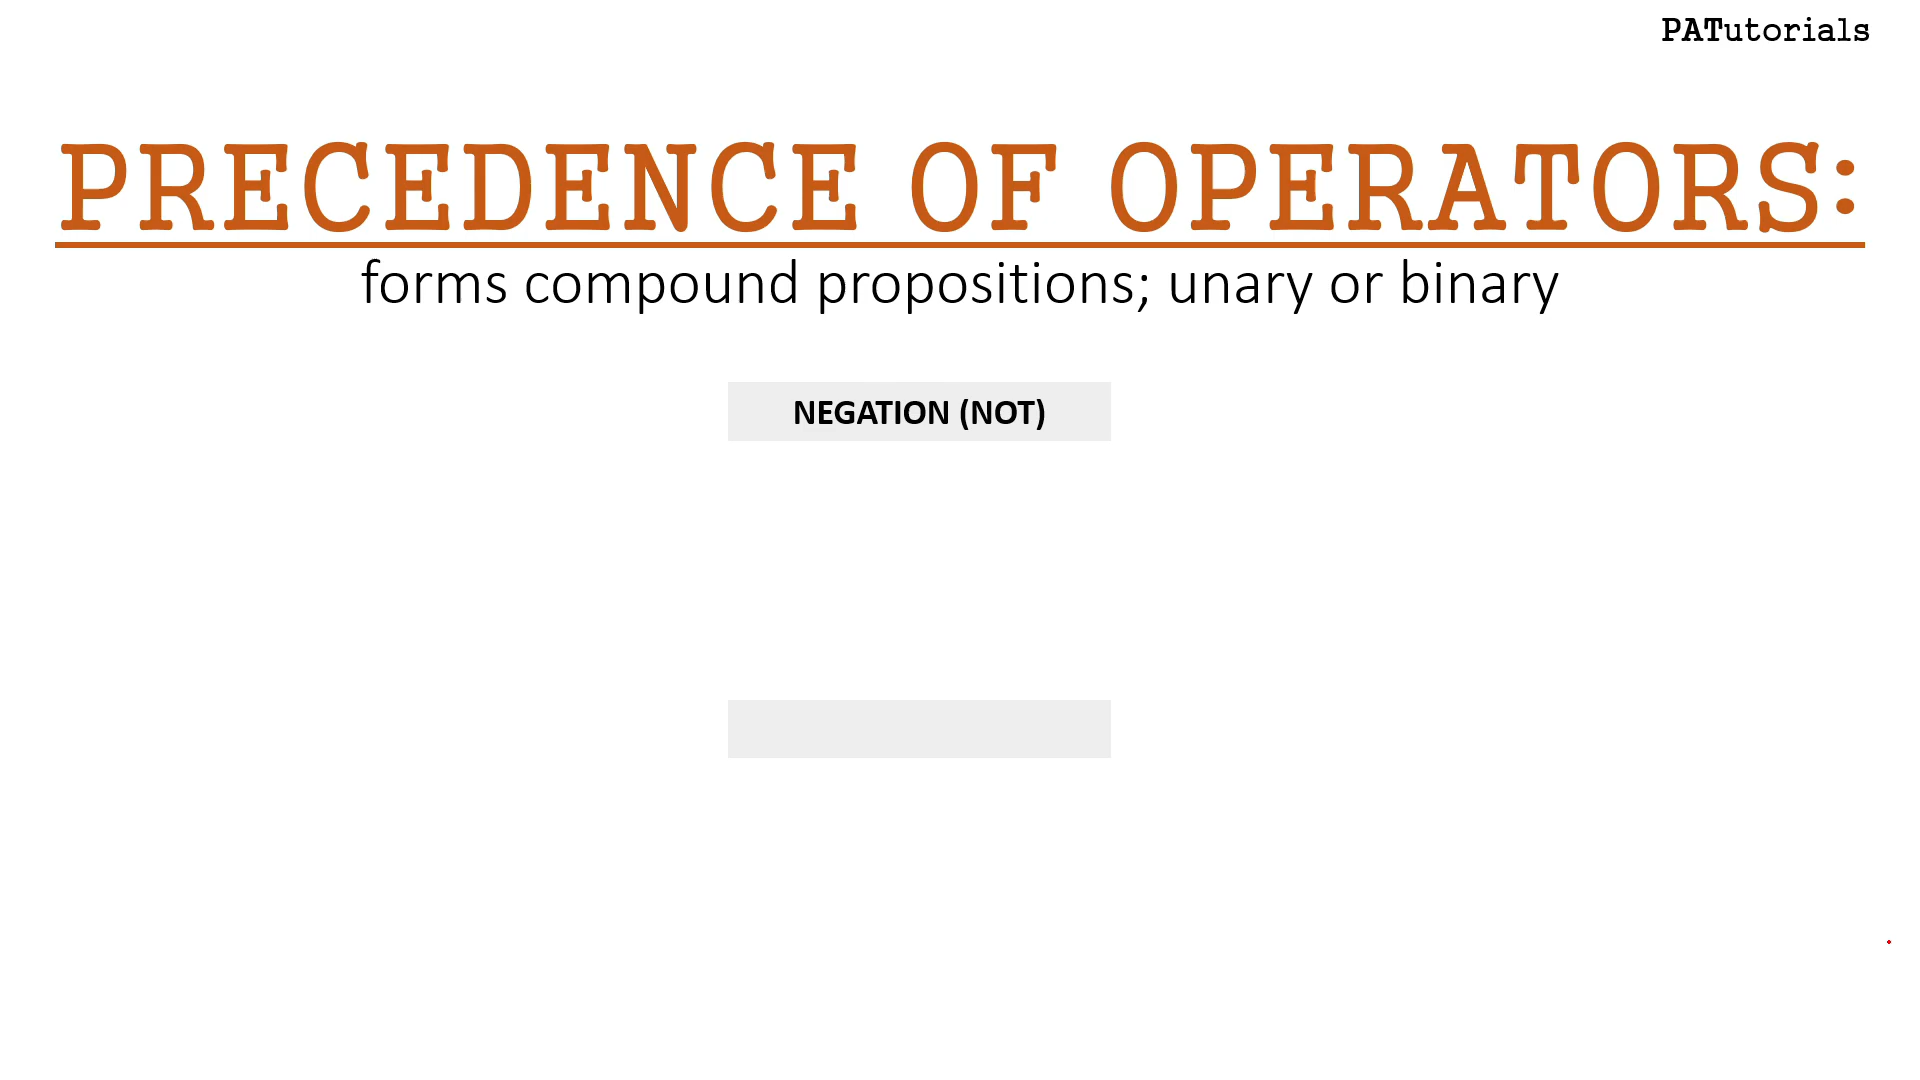 PATutorials
PRECEDENCE OF OPERATORS:
forms compound propositions; unary or binary
NEGATION (NOT)